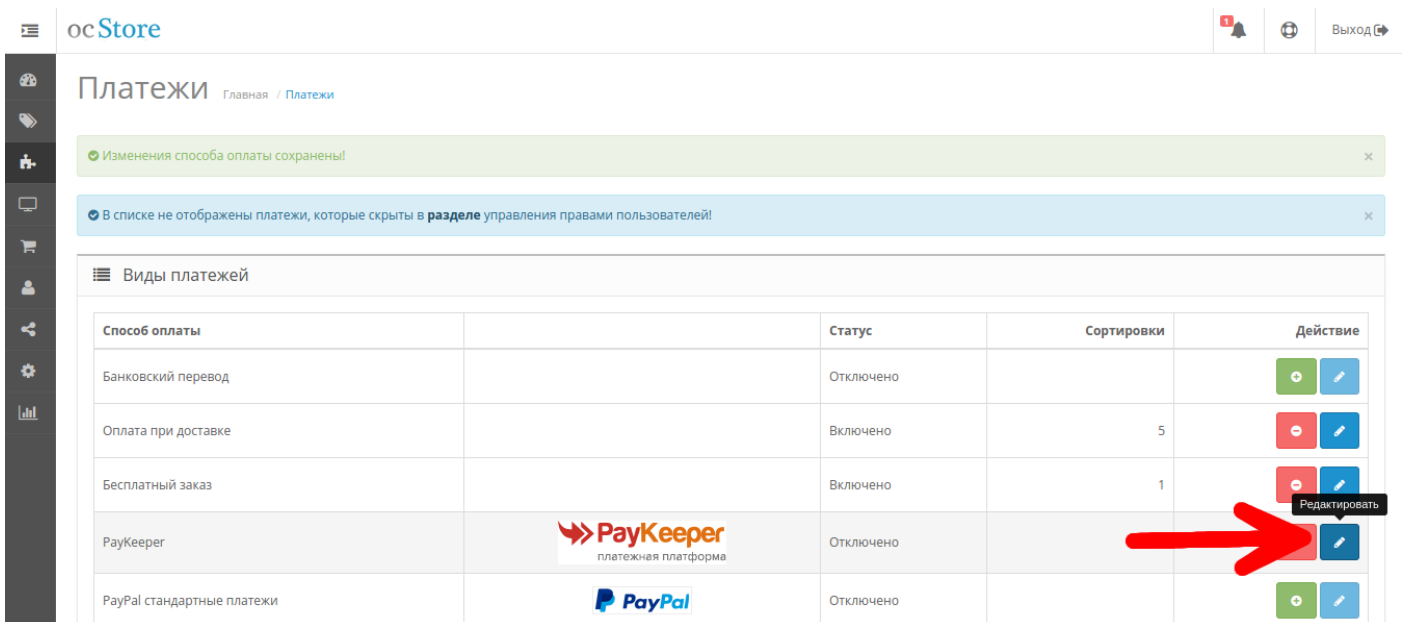 ocStore
1
Выход
Платежи Главная / Платежи
Изменения способа оплаты сохранены! ×
В списке не отображены платежи, которые скрыты в разделе управления правами пользователей! ×
Виды платежей
Способ оплаты Статус Сортировки Действие
Банковский перевод Отключено
Оплата при доставке Включено 5
Бесплатный заказ Включено 1
Редактировать
PayKeeper PayKeeper Отключено
платежная платформа
PayPal стандартные платежи PayPal Отключено